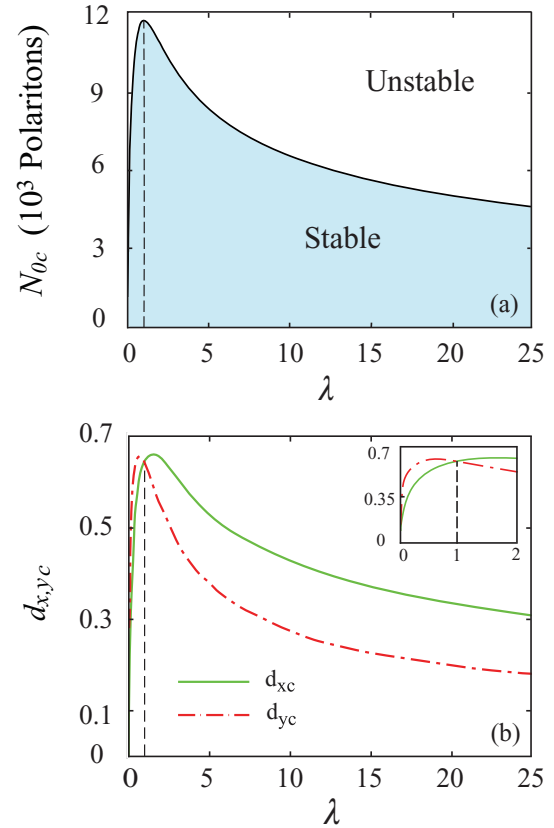 12
9
6
3
0
N0c (10³ Polaritons)
Unstable
Stable
(a)
0 5 10 15 20 25
λ
0.7
0.5
0.3
0.1
0
dx,yc
0.7
0.35
0
0 1 2
dxc
dyc
(b)
0 5 10 15 20 25
λ